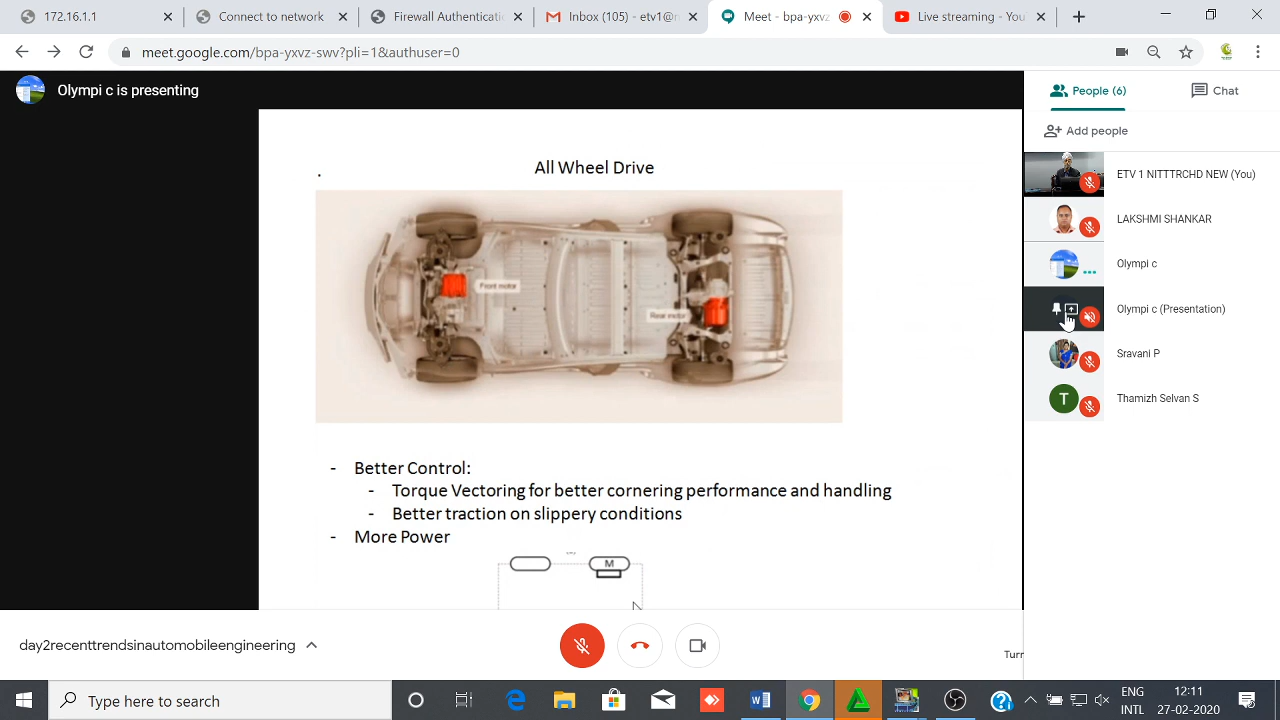 172.16.1.1
Connect to network
Firewall Authenticati
Inbox (105) - etv1@n
Meet - bpa-yxvz
Live streaming - You
meet.google.com/bpa-yxvz-swv?pli=1&authuser=0
Olympi c is presenting
People (6)
Chat
Add people
ETV 1 NITTTRCHD NEW (You)
LAKSHMI SHANKAR
Olympi c
Olympi c (Presentation)
Sravani P
T
Thamizh Selvan S
.
All Wheel Drive
Front motor
Rear motor
- Better Control:
- Torque Vectoring for better cornering performance and handling
- Better traction on slippery conditions
- More Power
M
day2recenttrendsinautomobileengineering
Turr
Type here to search
ENG
INTL
12:11
27-02-2020